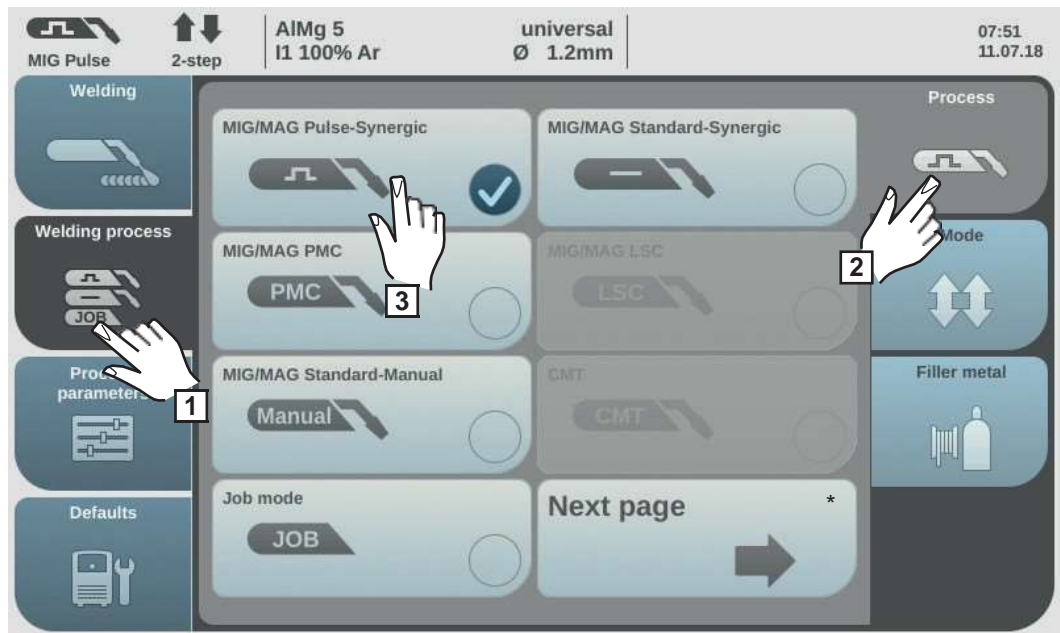 MIG Pulse
2-step
AlMg 5
I1 100% Ar
universal
Ø 1.2mm
07:51
11.07.18
Welding
Welding process
JOB
parameters
Defaults
MIG/MAG Pulse-Synergic
MIG/MAG Standard-Synergic
MIG/MAG PMC
PMC
MIG/MAG LSC
LSC
MIG/MAG Standard-Manual
Manual
CMT
CMT
Job mode
JOB
Next page *
Process
Mode
Filler metal
1
2
3